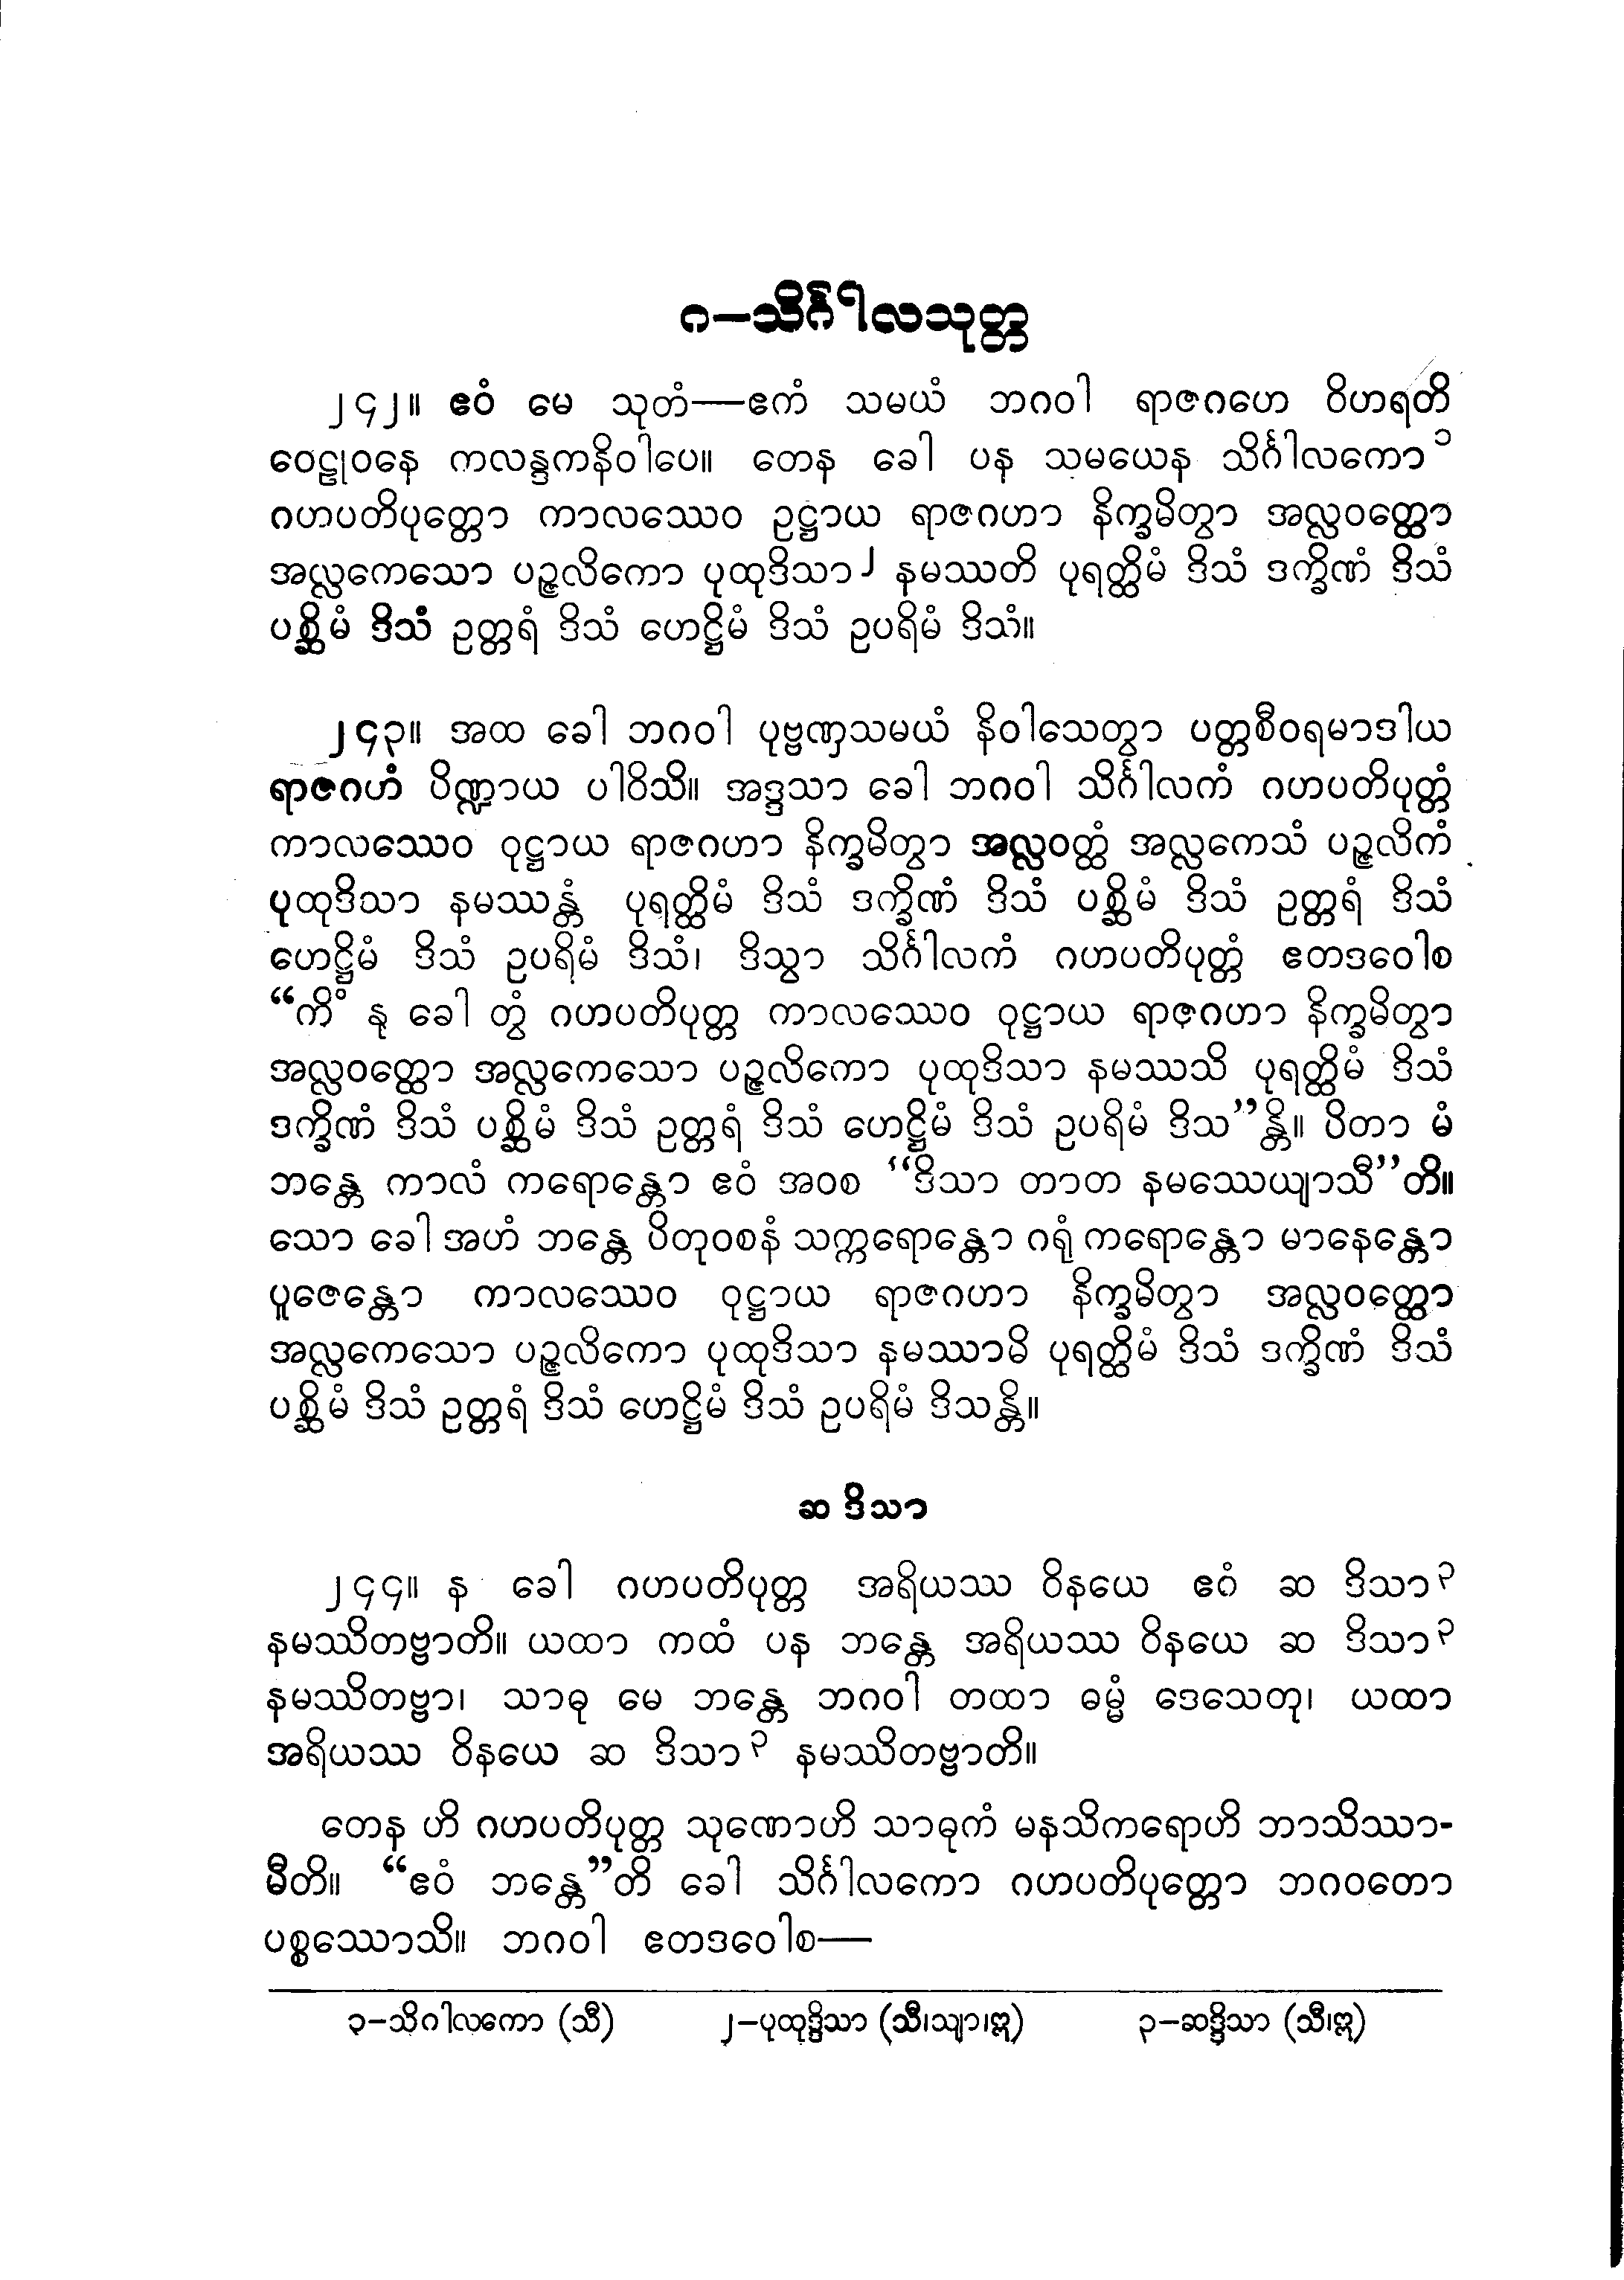 ဂ–သိင်္ဂါလသုတ္တ
၂၄၂။ ဧဝံ မေ သုတံ—ဧကံ သမယံ ဘဂဝါ ရာဇဂဟေ ဝိဟရတိ
ဝေဠုဝနေ ကလန္ဒကနိဝါပေ။ တေန ခေါ ပန သမယေန သိင်္ဂါလကော ၁
ဂဟပတိပုတ္တော ကာလဿေဝ ဥဋ္ဌာယ ရာဇဂဟာ နိက္ခမိတွာ အလ္လဝတ္ထော
အလ္လကေသော ပဉ္ဇလိကော ပုထုဒိသာ ၂ နမဿတိ ပုရတ္ထိမံ ဒိသံ ဒက္ခိဏံ ဒိသံ
ပစ္ဆိမံ ဒိသံ ဥတ္တရံ ဒိသံ ဟေဋ္ဌိမံ ဒိသံ ဥပရိမံ ဒိသံ။
၂၄၃။ အထ ခေါ ဘဂဝါ ပုဗ္ဗဏှသမယံ နိဝါသေတွာ ပတ္တစီဝရမာဒါယ
ရာဇဂဟံ ပိဏ္ဍာယ ပါဝိသိ။ အဒ္ဒသာ ခေါ ဘဂဝါ သိင်္ဂါလကံ ဂဟပတိပုတ္တံ
ကာလဿေဝ ဝုဋ္ဌာယ ရာဇဂဟာ နိက္ခမိတွာ အလ္လဝတ္ထံ အလ္လကေသံ ပဉ္ဇလိကံ
ပုထုဒိသာ နမဿန္တံ ပုရတ္ထိမံ ဒိသံ ဒက္ခိဏံ ဒိသံ ပစ္ဆိမံ ဒိသံ ဥတ္တရံ ဒိသံ
ဟေဋ္ဌိမံ ဒိသံ ဥပရိမံ ဒိသံ၊ ဒိသွာ သိင်္ဂါလကံ ဂဟပတိပုတ္တံ ဧတဒဝေါစ
“ကိံ နု ခေါ တွံ ဂဟပတိပုတ္တ ကာလဿေဝ ဝုဋ္ဌာယ ရာဇဂဟာ နိက္ခမိတွာ
အလ္လဝတ္ထော အလ္လကေသော ပဉ္ဇလိကော ပုထုဒိသာ နမဿသိ ပုရတ္ထိမံ ဒိသံ
ဒက္ခိဏံ ဒိသံ ပစ္ဆိမံ ဒိသံ ဥတ္တရံ ဒိသံ ဟေဋ္ဌိမံ ဒိသံ ဥပရိမံ ဒိသ”န္တိ။ ပိတာ မံ
ဘန္တေ ကာလံ ကရောန္တော ဧဝံ အဝစ “ဒိသာ တာတ နမဿေယျာသီ”တိ။
သော ခေါ အဟံ ဘန္တေ ပိတုဝစနံ သက္ကရောန္တော ဂရုံ ကရောန္တော မာနေန္တော
ပူဇေန္တော ကာလဿေဝ ဝုဋ္ဌာယ ရာဇဂဟာ နိက္ခမိတွာ အလ္လဝတ္ထော
အလ္လကေသော ပဉ္ဇလိကော ပုထုဒိသာ နမဿာမိ ပုရတ္ထိမံ ဒိသံ ဒက္ခိဏံ ဒိသံ
ပစ္ဆိမံ ဒိသံ ဥတ္တရံ ဒိသံ ဟေဋ္ဌိမံ ဒိသံ ဥပရိမံ ဒိသန္တိ။
ဆ ဒိသာ
၂၄၄။ န ခေါ ဂဟပတိပုတ္တ အရိယဿ ဝိနယေ ဧဂံ ဆ ဒိသာ ၃
နမဿိတဗ္ဗာတိ။ ယထာ ကထံ ပန ဘန္တေ အရိယဿ ဝိနယေ ဆ ဒိသာ ၃
နမဿိတဗ္ဗာ၊ သာဓု မေ ဘန္တေ ဘဂဝါ တထာ ဓမ္မံ ဒေသေတု၊ ယထာ
အရိယဿ ဝိနယေ ဆ ဒိသာ ၃ နမဿိတဗ္ဗာတိ။
တေန ဟိ ဂဟပတိပုတ္တ သုဏောဟိ သာဓုကံ မနသိကရောဟိ ဘာသိဿာ-
မီတိ။ “ဧဝံ ဘန္တေ”တိ ခေါ သိင်္ဂါလကော ဂဟပတိပုတ္တော ဘဂဝတော
ပစ္စဿောသိ။ ဘဂဝါ ဧတဒဝေါစ—
၃–သိဂါလကော (သီ) ၂–ပုထုဒ္ဒိသာ (သီ၊သျာ၊ဣ) ၃–ဆဒ္ဒိသာ (သီ၊ဣ)